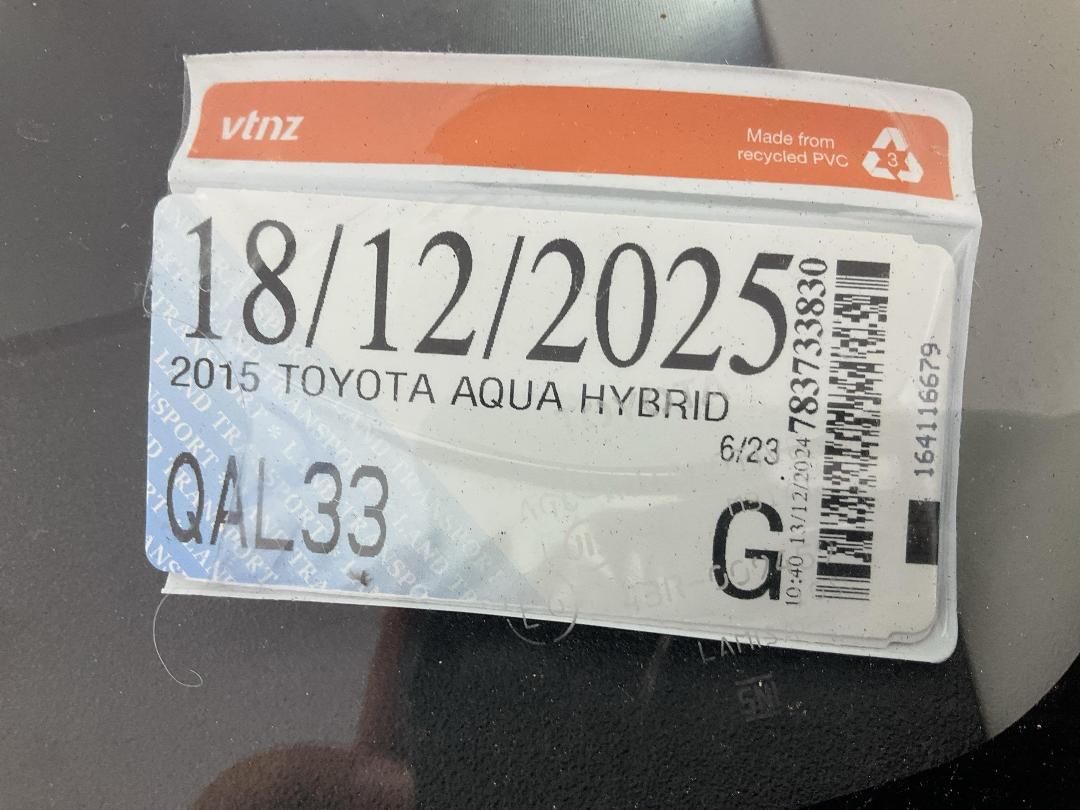 vtnz
Made from
recycled PVC
3
18/12/2025
2015 TOYOTA AQUA HYBRID
6/23
QAL33
G
10:40 13/12/2024 783733830
164116679